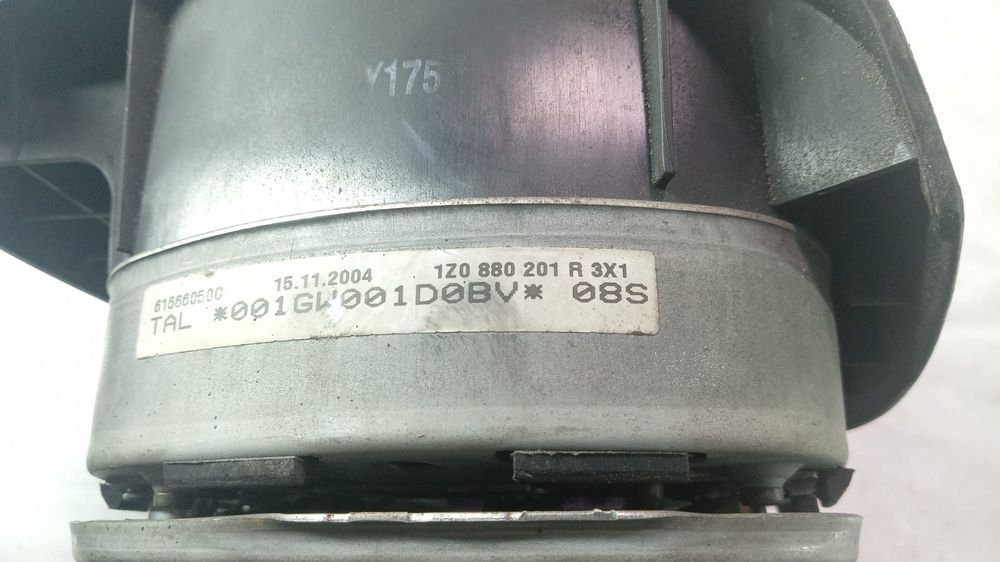 Y175
15.11.2004 1Z0 880 201 R 3X1
61666050C
TAL *001GW001D0BV* 08S